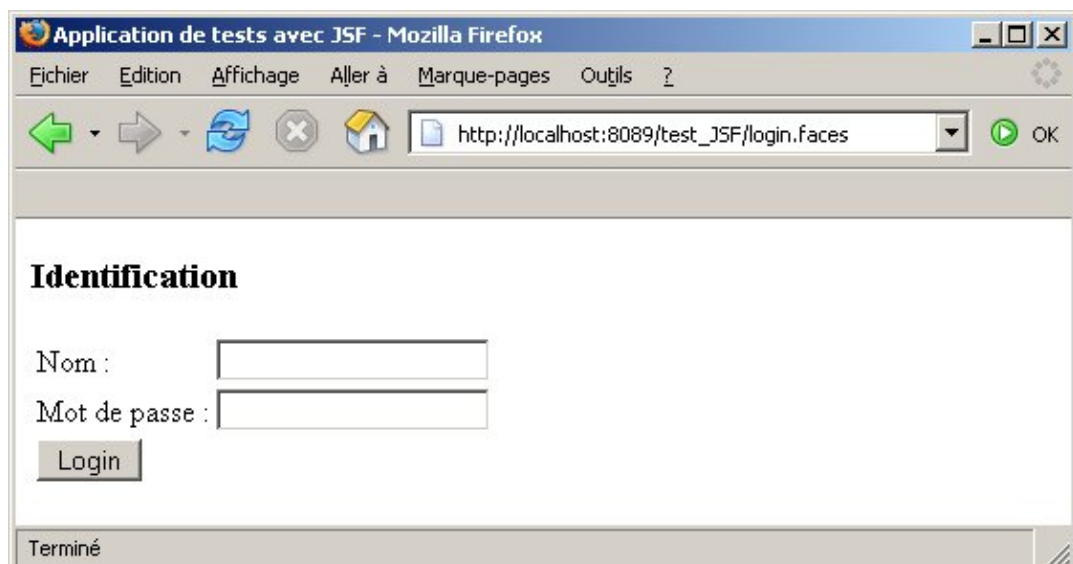 Application de tests avec JSF - Mozilla Firefox
Fichier Edition Affichage Aller à Marque-pages Outils ?
http://localhost:8089/test_JSF/login.faces OK
Identification
Nom :
Mot de passe :
Login
Terminé